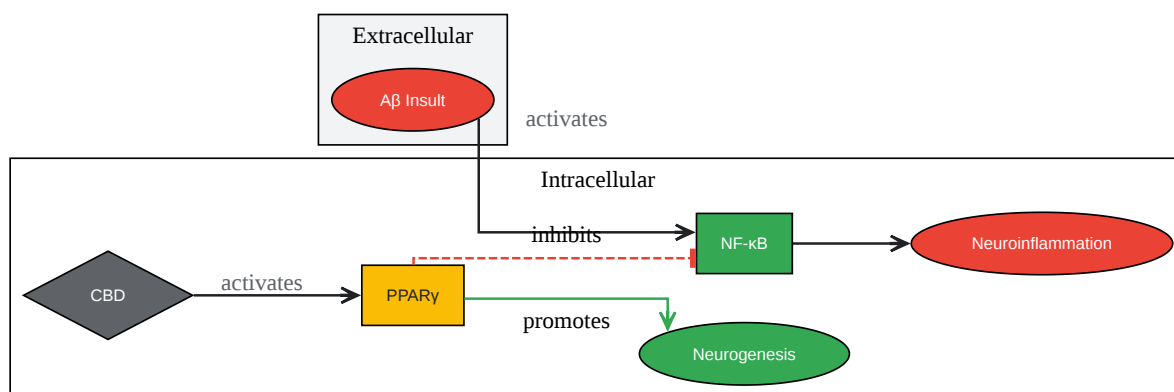 Extracellular
Aβ Insult
activates
Intracellular
inhibits
NF-κB
Neuroinflammation
CBD
activates
PPARγ
promotes
Neurogenesis